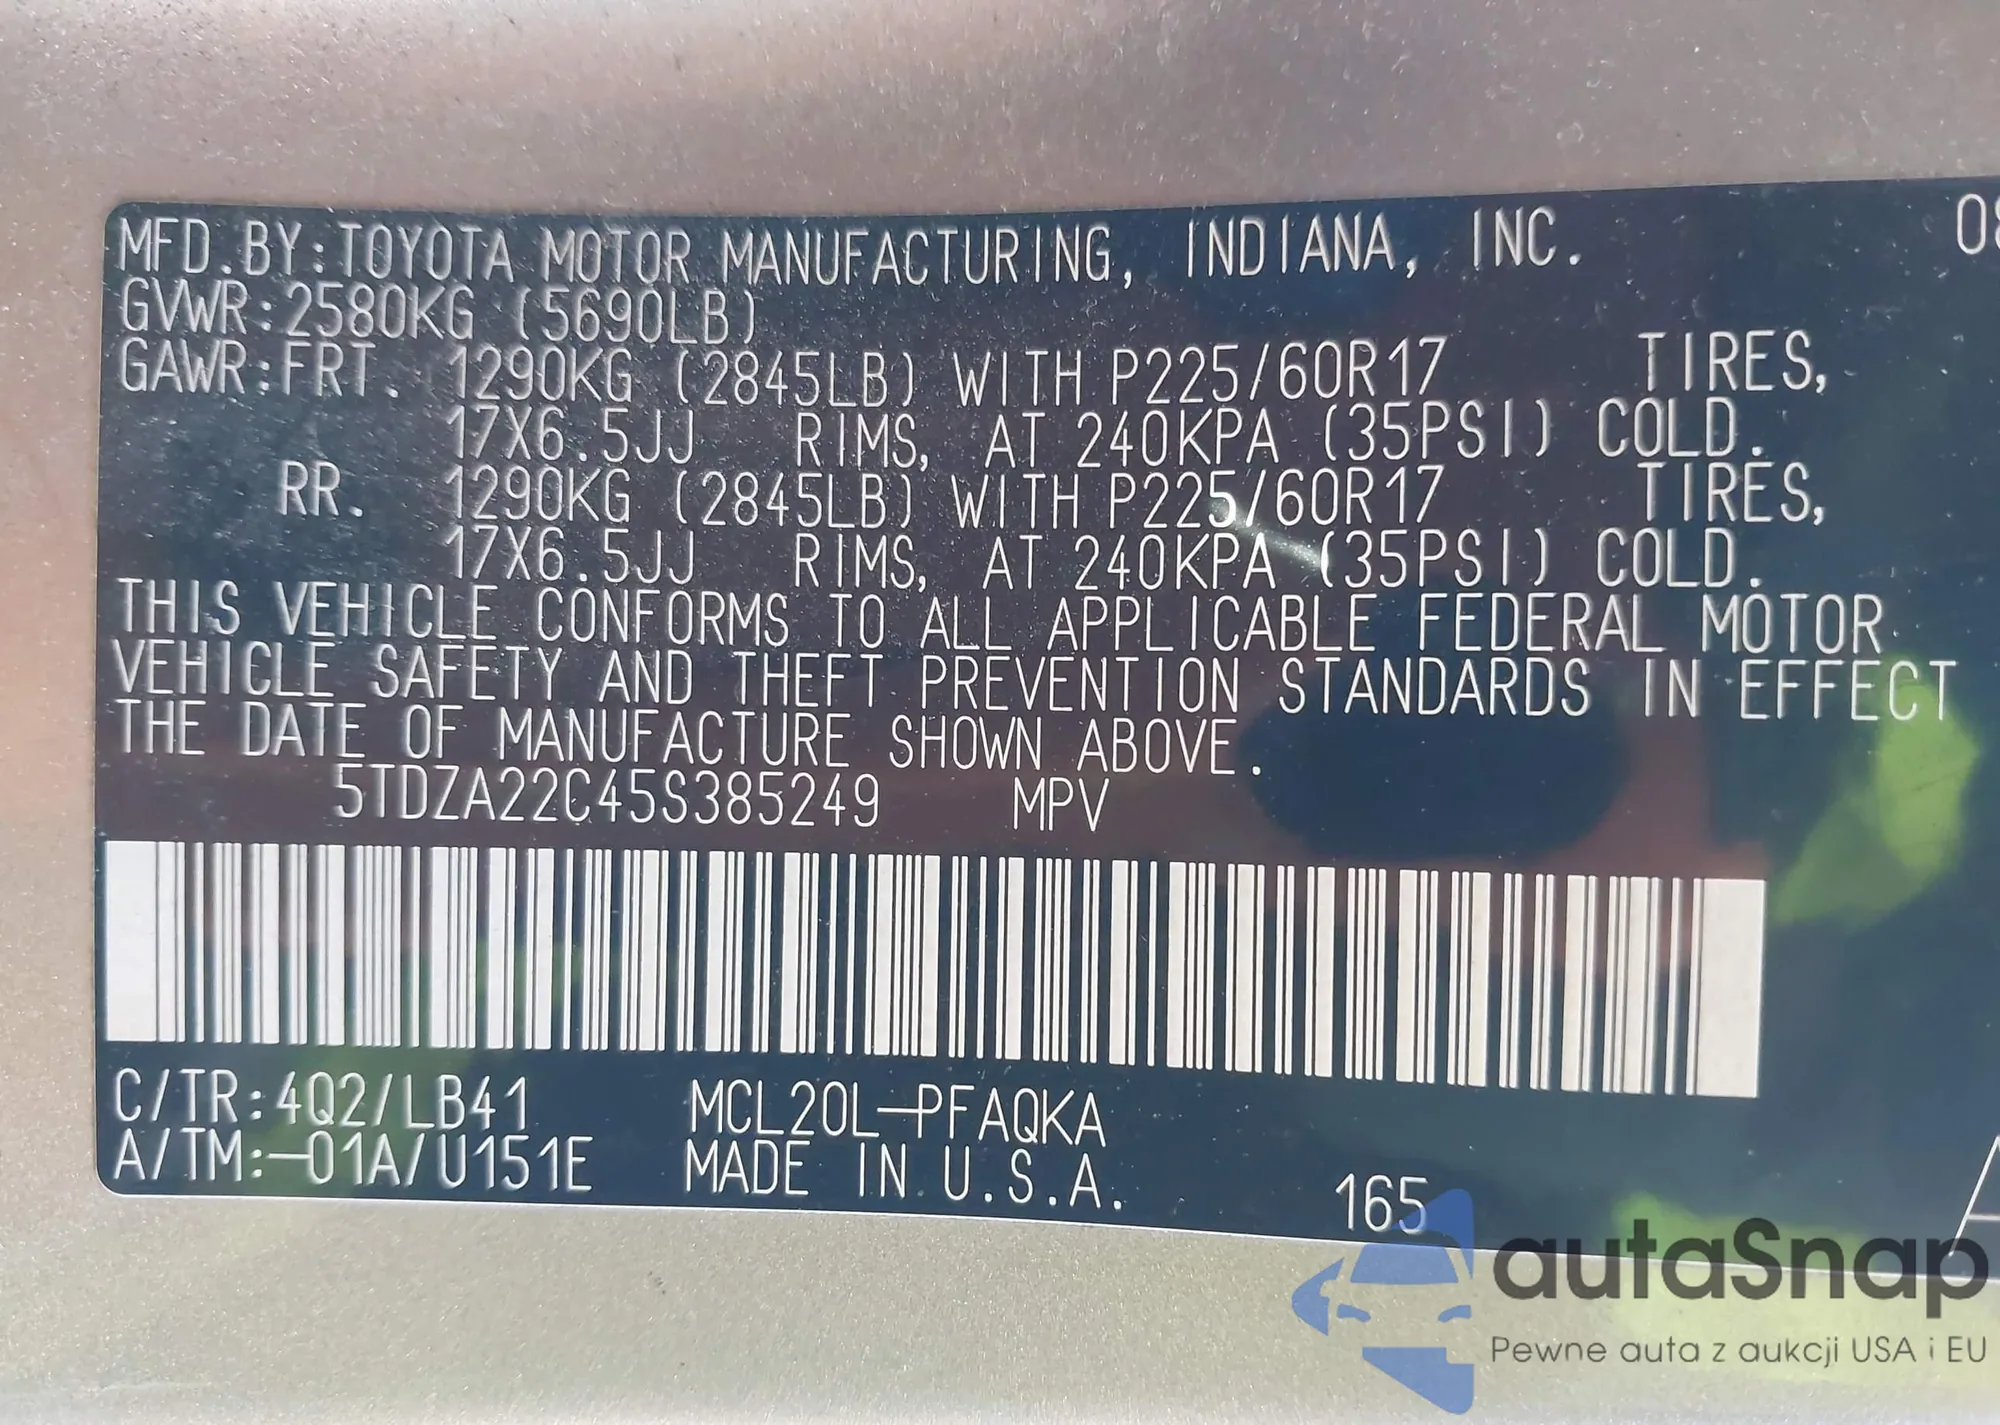 MFD.BY:TOYOTA MOTOR MANUFACTURING, INDIANA, INC.
GVWR:2580KG (5690LB)
GAWR:FRT. 1290KG (2845LB) WITH P225/60R17 TIRES,
17X6.5JJ RIMS, AT 240KPA (35PSI) COLD.
RR. 1290KG (2845LB) WITH P225/60R17 TIRES,
17X6.5JJ RIMS, AT 240KPA (35PSI) COLD.
THIS VEHICLE CONFORMS TO ALL APPLICABLE FEDERAL MOTOR
VEHICLE SAFETY AND THEFT PREVENTION STANDARDS IN EFFECT
THE DATE OF MANUFACTURE SHOWN ABOVE.
5TDZA22C45S385249 MPV
C/TR:4Q2/LB41 MCL20L-PFAQKA
A/TM:-01A/U151E MADE IN U.S.A. 165
autaSnap
Pewne auta z aukcji USA i EU